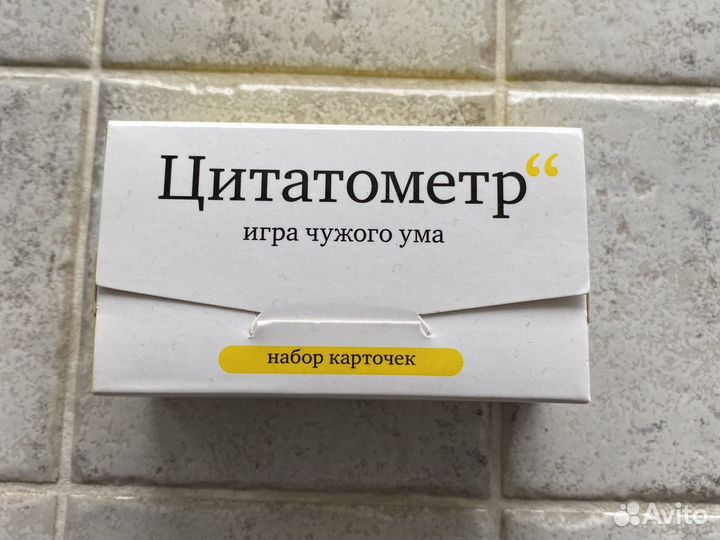 Цитатометр“
игра чужого ума
набор карточек
Avito